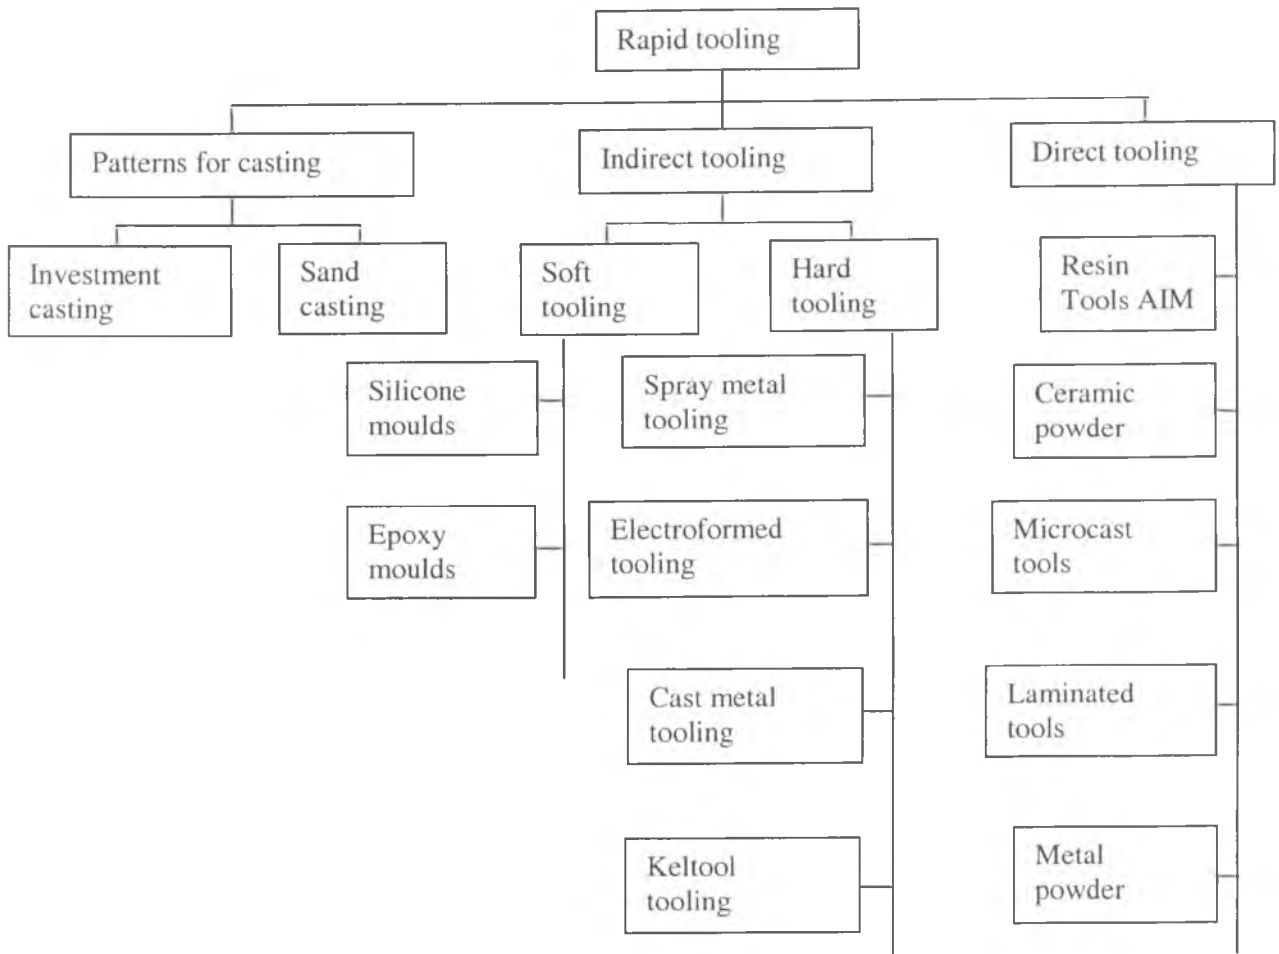 Rapid tooling
Patterns for casting
Indirect tooling
Direct tooling
Investment
casting
Sand
casting
Soft
tooling
Hard
tooling
Resin
Tools AIM
Silicone
moulds
Spray metal
tooling
Ceramic
powder
Epoxy
moulds
Electroformed
tooling
Microcast
tools
Cast metal
tooling
Laminated
tools
Keltool
tooling
Metal
powder